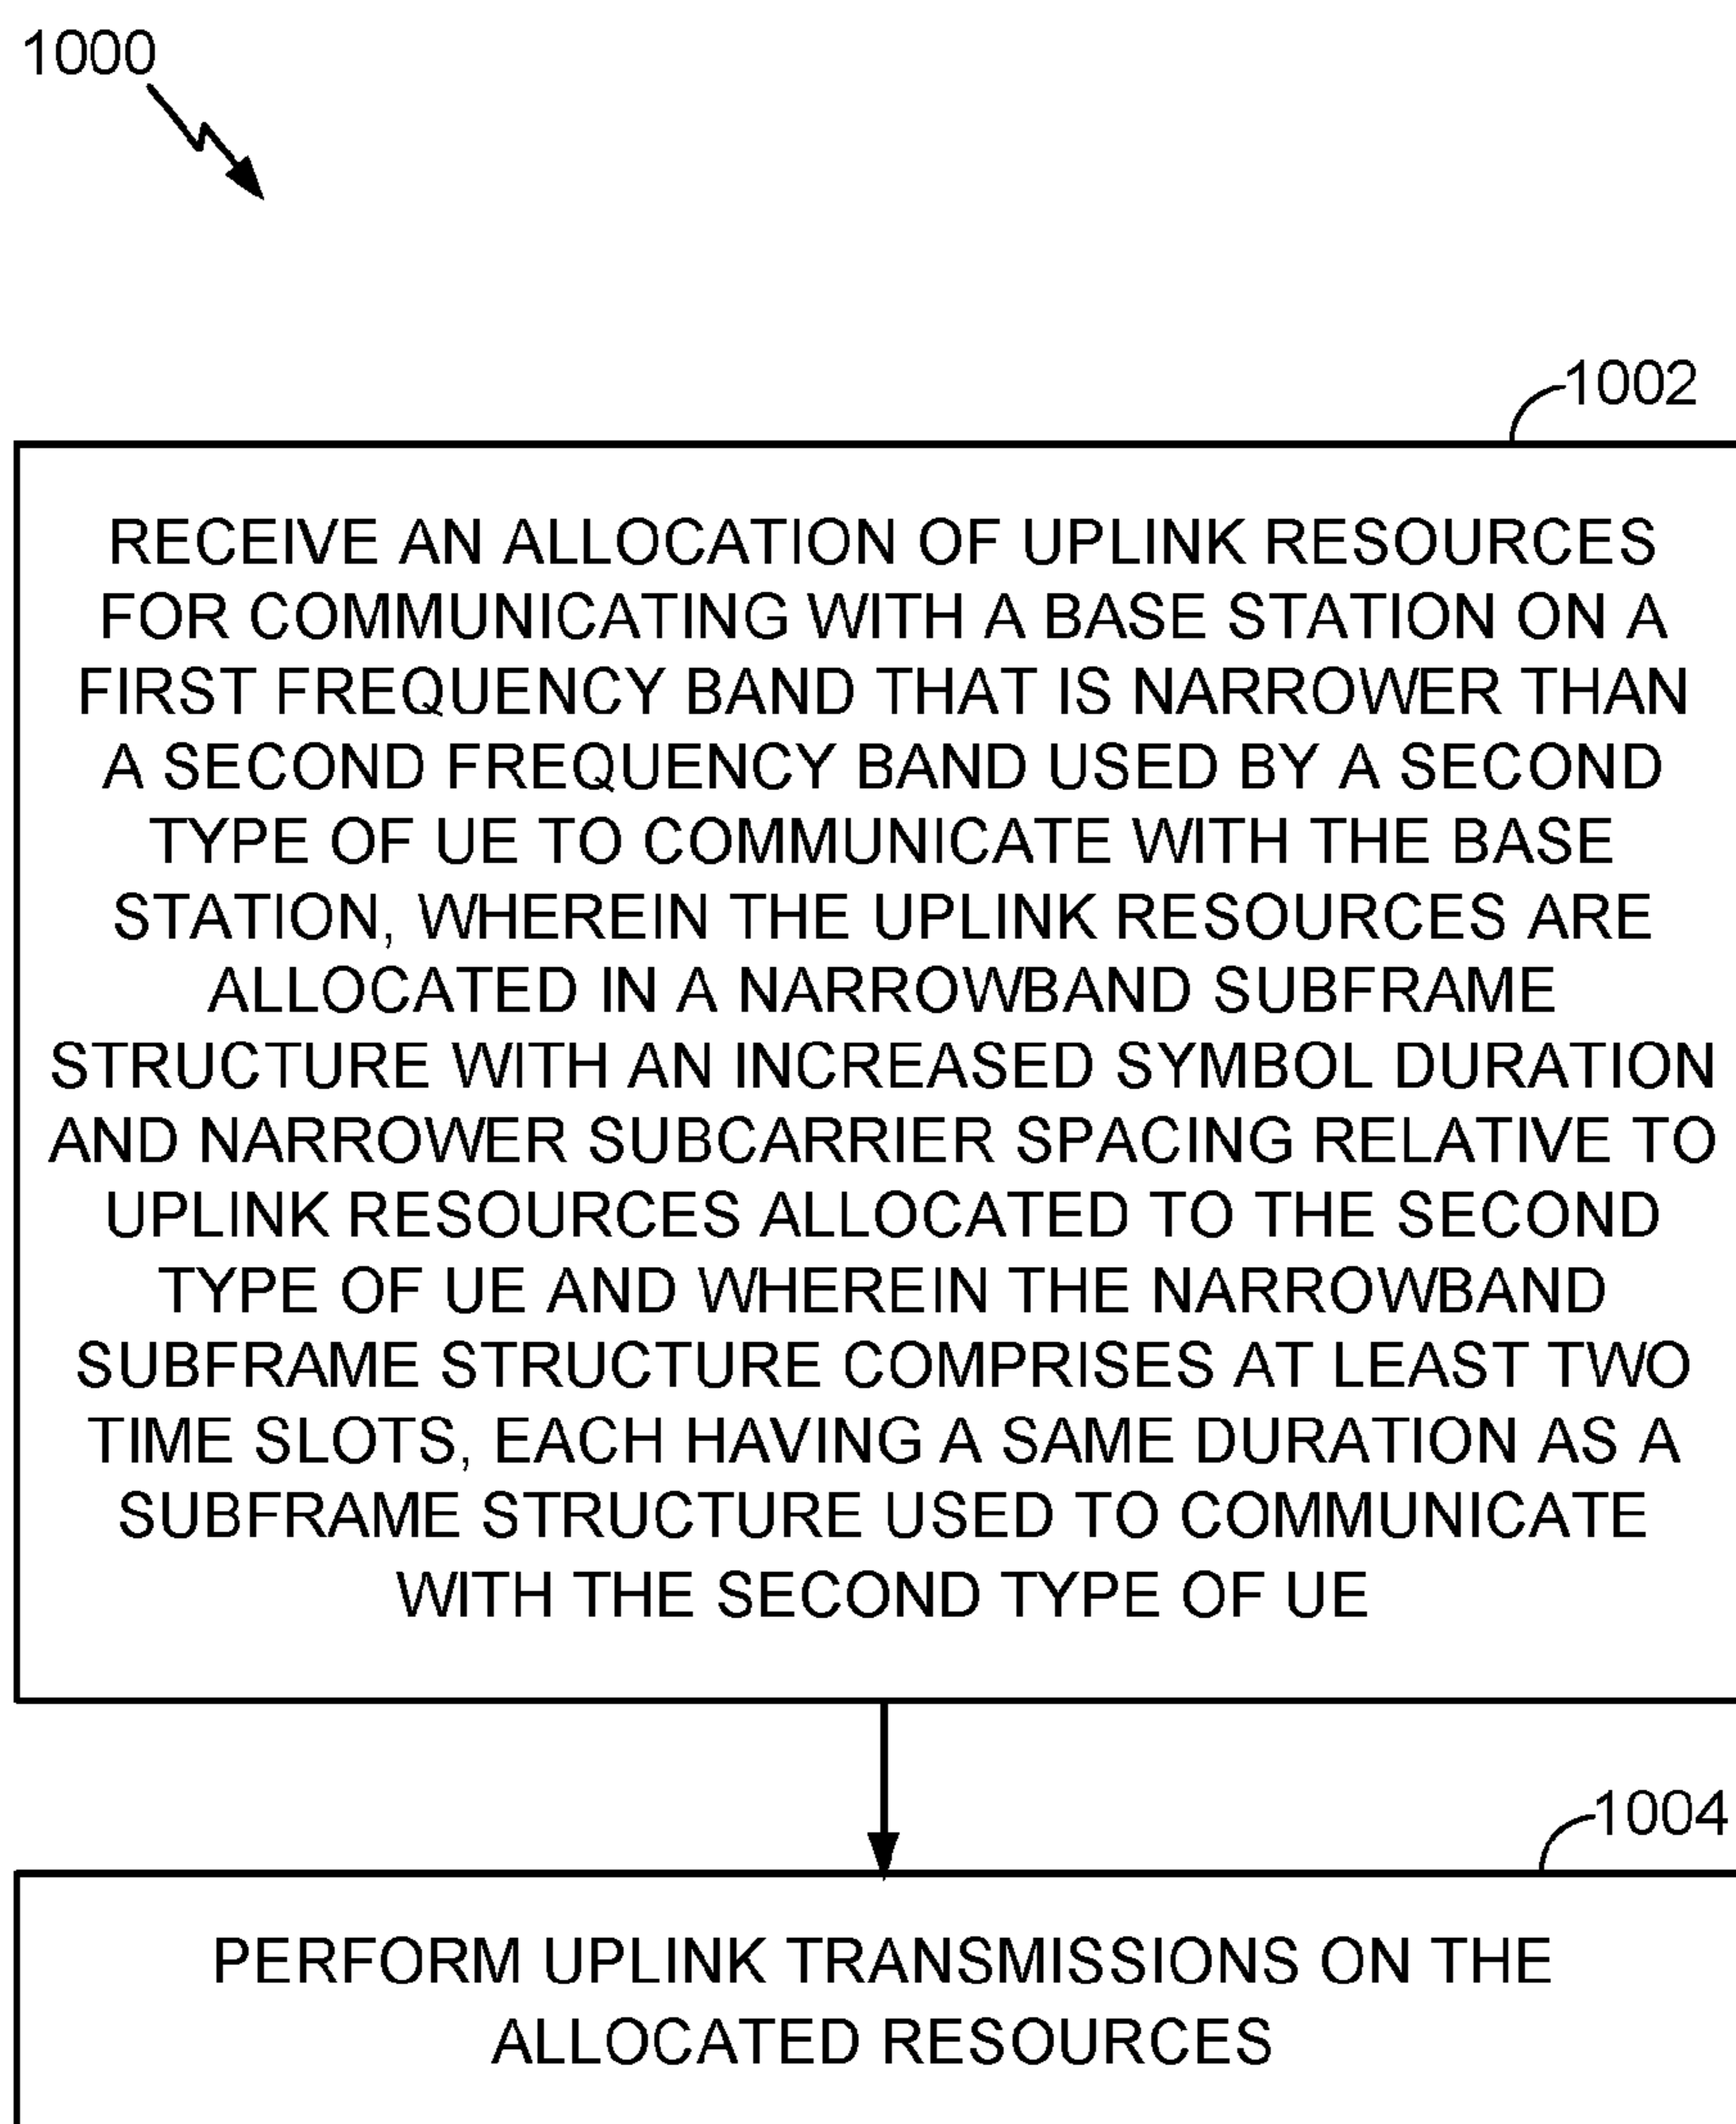 1000
1002
RECEIVE AN ALLOCATION OF UPLINK RESOURCES
FOR COMMUNICATING WITH A BASE STATION ON A
FIRST FREQUENCY BAND THAT IS NARROWER THAN
A SECOND FREQUENCY BAND USED BY A SECOND
TYPE OF UE TO COMMUNICATE WITH THE BASE
STATION, WHEREIN THE UPLINK RESOURCES ARE
ALLOCATED IN A NARROWBAND SUBFRAME
STRUCTURE WITH AN INCREASED SYMBOL DURATION
AND NARROWER SUBCARRIER SPACING RELATIVE TO
UPLINK RESOURCES ALLOCATED TO THE SECOND
TYPE OF UE AND WHEREIN THE NARROWBAND
SUBFRAME STRUCTURE COMPRISES AT LEAST TWO
TIME SLOTS, EACH HAVING A SAME DURATION AS A
SUBFRAME STRUCTURE USED TO COMMUNICATE
WITH THE SECOND TYPE OF UE
1004
PERFORM UPLINK TRANSMISSIONS ON THE
ALLOCATED RESOURCES